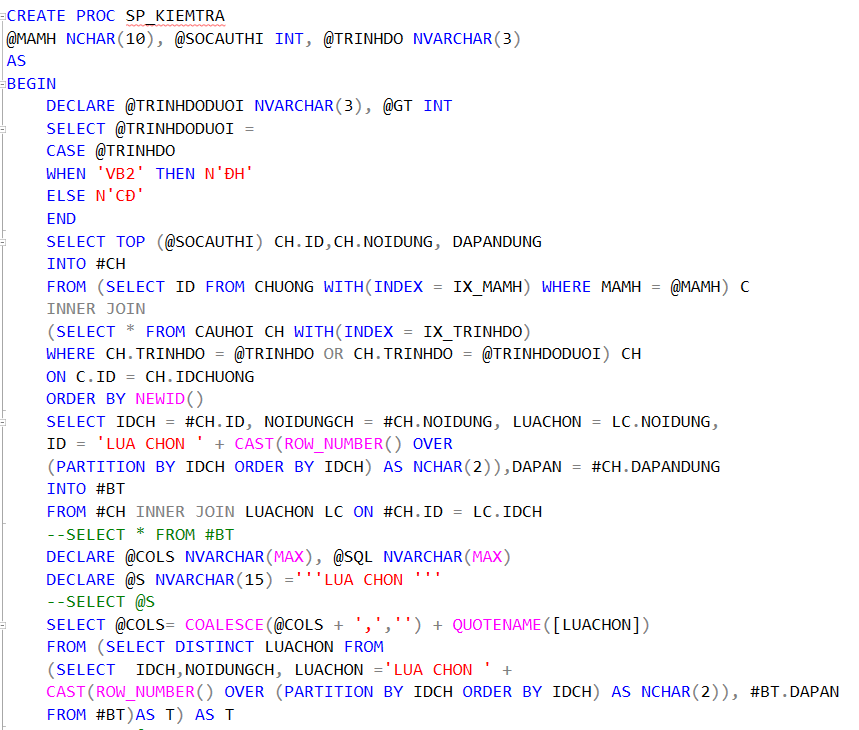 CREATE PROC SP_KIEMTRA
@MAMH NCHAR(10), @SOCAUTHI INT, @TRINHDO NVARCHAR(3)
AS
BEGIN
DECLARE @TRINHDODUOI NVARCHAR(3), @GT INT
SELECT @TRINHDODUOI =
CASE @TRINHDO
WHEN 'VB2' THEN N'ĐH'
ELSE N'CĐ'
END
SELECT TOP (@SOCAUTHI) CH.ID,CH.NOIDUNG, DAPANDUNG
INTO #CH
FROM (SELECT ID FROM CHUONG WITH(INDEX = IX_MAMH) WHERE MAMH = @MAMH) C
INNER JOIN
(SELECT * FROM CAUHOI CH WITH(INDEX = IX_TRINHDO)
WHERE CH.TRINHDO = @TRINHDO OR CH.TRINHDO = @TRINHDODUOI) CH
ON C.ID = CH.IDCHUONG
ORDER BY NEWID()
SELECT IDCH = #CH.ID, NOIDUNGCH = #CH.NOIDUNG, LUACHON = LC.NOIDUNG,
ID = 'LUA CHON ' + CAST(ROW_NUMBER() OVER
(PARTITION BY IDCH ORDER BY IDCH) AS NCHAR(2)),DAPAN = #CH.DAPANDUNG
INTO #BT
FROM #CH INNER JOIN LUACHON LC ON #CH.ID = LC.IDCH
--SELECT * FROM #BT
DECLARE @COLS NVARCHAR(MAX), @SQL NVARCHAR(MAX)
DECLARE @S NVARCHAR(15) ='''LUA CHON '''
--SELECT @S
SELECT @COLS= COALESCE(@COLS + ',','') + QUOTENAME([LUACHON])
FROM (SELECT DISTINCT LUACHON FROM
(SELECT  IDCH,NOIDUNGCH, LUACHON ='LUA CHON ' +
CAST(ROW_NUMBER() OVER (PARTITION BY IDCH ORDER BY IDCH) AS NCHAR(2)), #BT.DAPAN
FROM #BT)AS T) AS T